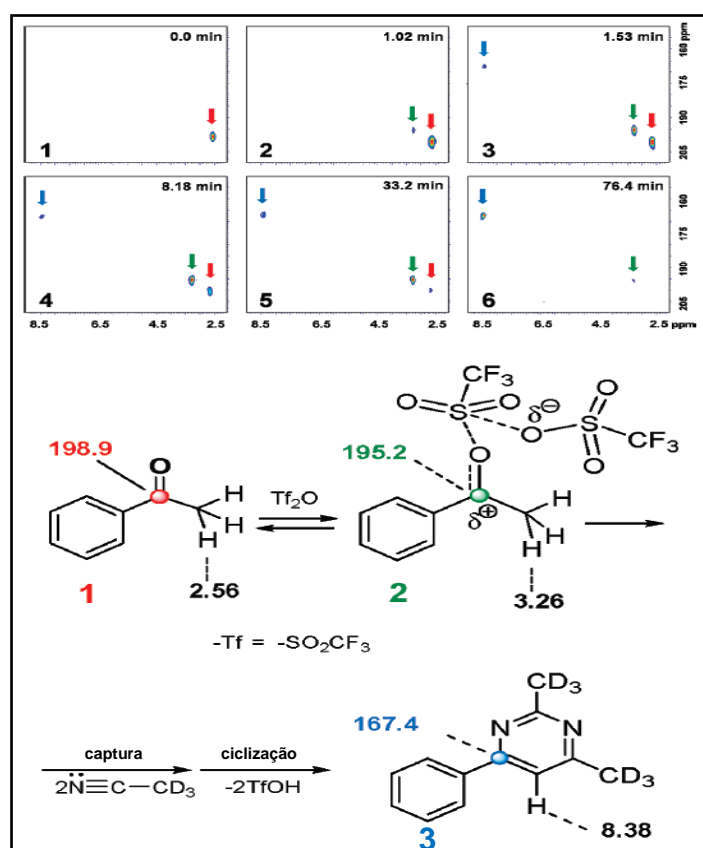 0.0 min
1
1.02 min
2
1.53 min
3
160 ppm
175
190
205
8.18 min
4
33.2 min
5
76.4 min
6
160
175
190
205
8.5 6.5 4.5 2.5
8.5 6.5 4.5 2.5
8.5 6.5 4.5 2.5 ppm
198.9
O
H
H
H
2.56
1
Tf₂O
195.2
CF₃
O S O
δ⊖
O
O
S
O
CF₃
O
δ⊕
H
H
H
3.26
2
-Tf = -SO₂CF₃
captura
2N̈≡C—CD₃
ciclização
-2TfOH
167.4
CD₃
N N
CD₃
H
8.38
3